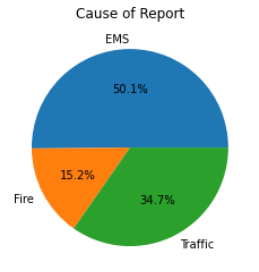 Cause of Report
EMS
50.1%
15.2%
Fire
34.7%
Traffic